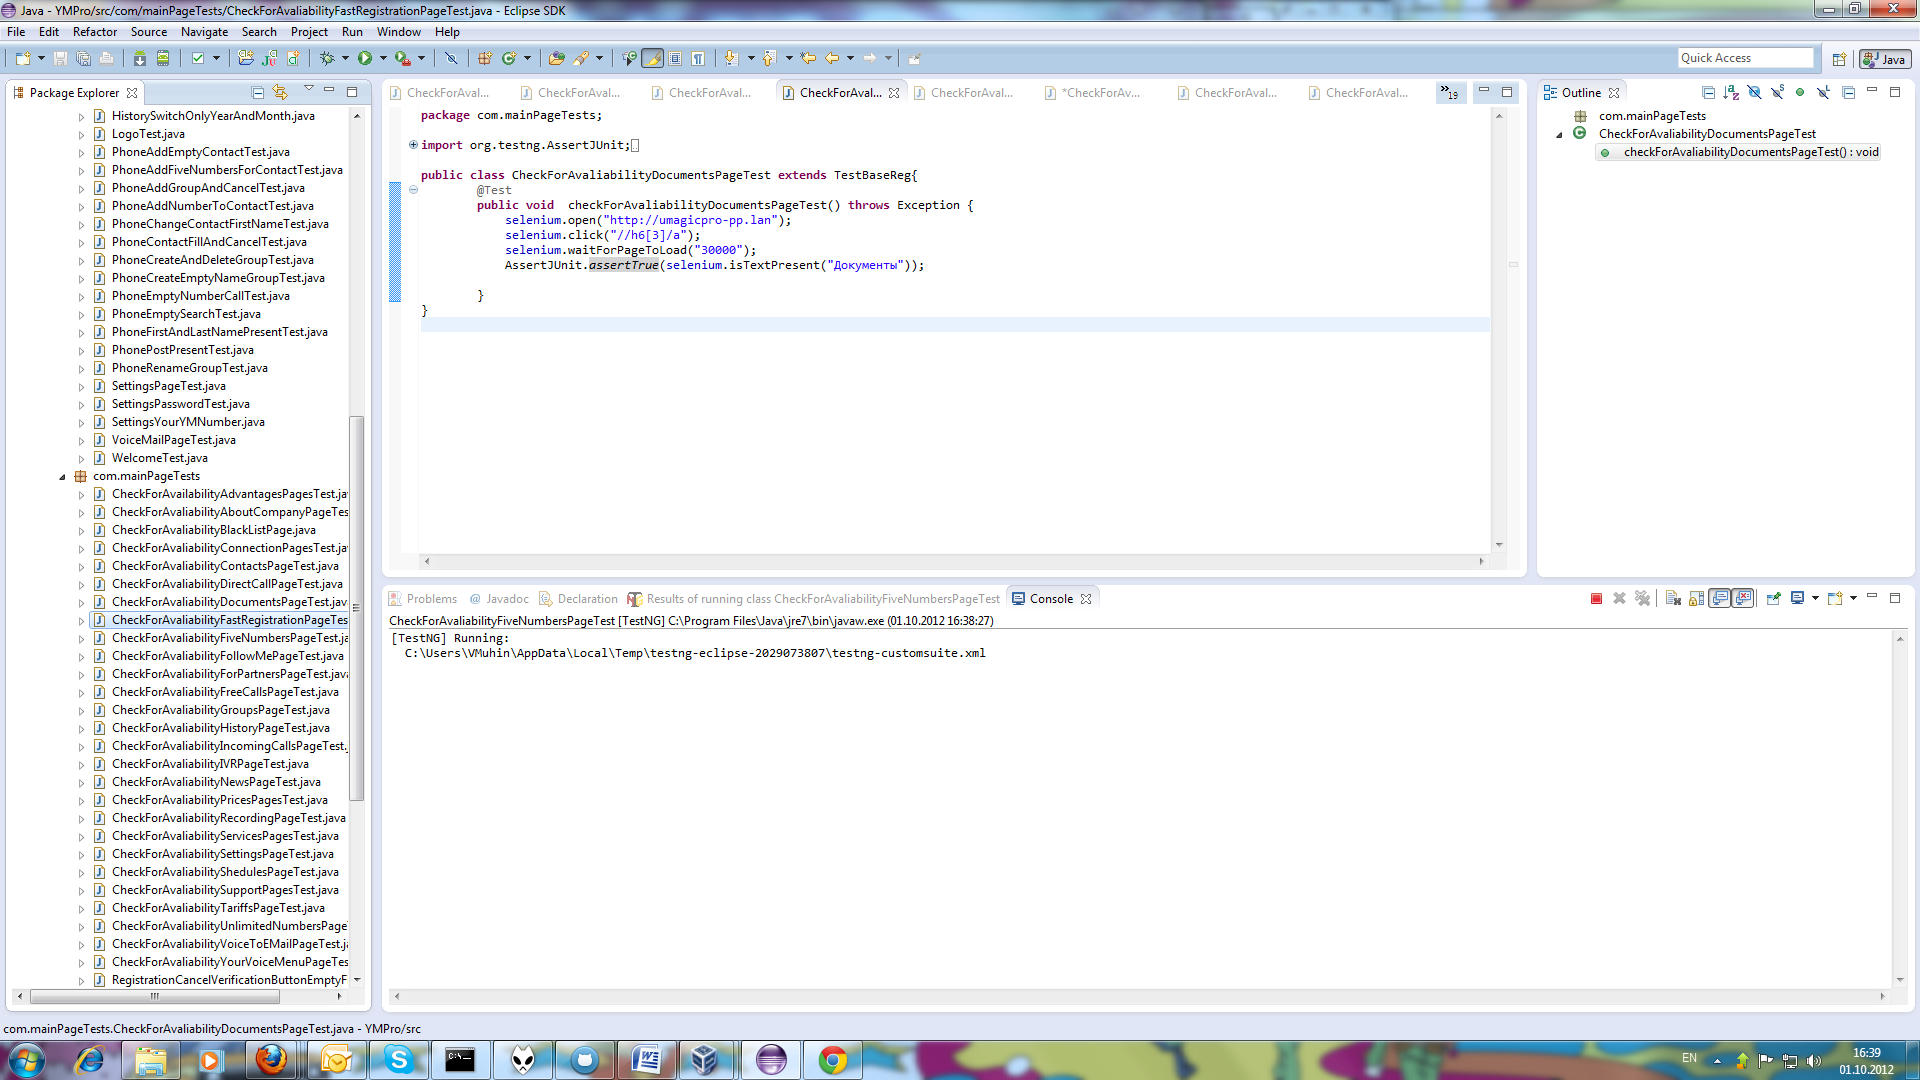 Java - YMPro/src/com/mainPageTests/CheckForAvaliabilityFastRegistrationPageTest.java - Eclipse SDK
File Edit Refactor Source Navigate Search Project Run Window Help
Quick Access
Java
Package Explorer
HistorySwitchOnlyYearAndMonth.java
LogoTest.java
PhoneAddEmptyContactTest.java
PhoneAddFiveNumbersForContactTest.java
PhoneAddGroupAndCancelTest.java
PhoneAddNumberToContactTest.java
PhoneChangeContactFirstNameTest.java
PhoneContactFillAndCancelTest.java
PhoneCreateAndDeleteGroupTest.java
PhoneCreateEmptyNameGroupTest.java
PhoneEmptyNumberCallTest.java
PhoneEmptySearchTest.java
PhoneFirstAndLastNamePresentTest.java
PhonePostPresentTest.java
PhoneRenameGroupTest.java
SettingsPageTest.java
SettingsPasswordTest.java
SettingsYourYMNumber.java
VoiceMailPageTest.java
WelcomeTest.java
com.mainPageTests
CheckForAvailabilityAdvantagesPagesTest.jav
CheckForAvaliabilityAboutCompanyPageTes
CheckForAvaliabilityBlackListPage.java
CheckForAvaliabilityConnectionPagesTest.jav
CheckForAvaliabilityContactsPageTest.java
CheckForAvaliabilityDirectCallPageTest.java
CheckForAvaliabilityDocumentsPageTest.java
CheckForAvaliabilityFastRegistrationPageTes
CheckForAvaliabilityFiveNumbersPageTest.java
CheckForAvaliabilityFollowMePageTest.java
CheckForAvaliabilityForPartnersPageTest.java
CheckForAvaliabilityFreeCallsPageTest.java
CheckForAvaliabilityGroupsPageTest.java
CheckForAvaliabilityHistoryPageTest.java
CheckForAvaliabilityIncomingCallsPageTest.
CheckForAvaliabilityIVRPageTest.java
CheckForAvaliabilityNewsPageTest.java
CheckForAvaliabilityPricesPagesTest.java
CheckForAvaliabilityRecordingPageTest.java
CheckForAvaliabilityServicesPagesTest.java
CheckForAvaliabilitySettingsPageTest.java
CheckForAvaliabilityShedulesPageTest.java
CheckForAvaliabilitySupportPagesTest.java
CheckForAvaliabilityTariffsPageTest.java
CheckForAvaliabilityUnlimitedNumbersPage
CheckForAvaliabilityVoiceToEMailPageTest.ja
CheckForAvaliabilityYourVoiceMenuPageTes
RegistrationCancelVerificationButtonEmptyF
CheckForAval... CheckForAval... CheckForAval... CheckForAval... CheckForAval... *CheckForAv... CheckForAval... CheckForAval... »19
package com.mainPageTests;
import org.testng.AssertJUnit;
public class CheckForAvaliabilityDocumentsPageTest extends TestBaseReg{
@Test
public void checkForAvaliabilityDocumentsPageTest() throws Exception {
selenium.open("http://umagicpro-pp.lan");
selenium.click("//h6[3]/a");
selenium.waitForPageToLoad("30000");
AssertJUnit.assertTrue(selenium.isTextPresent("Документы"));
}
}
Outline
com.mainPageTests
CheckForAvaliabilityDocumentsPageTest
checkForAvaliabilityDocumentsPageTest() : void
Problems @ Javadoc Declaration Results of running class CheckForAvaliabilityFiveNumbersPageTest Console
CheckForAvaliabilityFiveNumbersPageTest [TestNG] C:\Program Files\Java\jre7\bin\javaw.exe (01.10.2012 16:38:27)
[TestNG] Running:
C:\Users\VMuhin\AppData\Local\Temp\testng-eclipse-2029073807\testng-customsuite.xml
com.mainPageTests.CheckForAvaliabilityDocumentsPageTest.java - YMPro/src
EN
16:39
01.10.2012